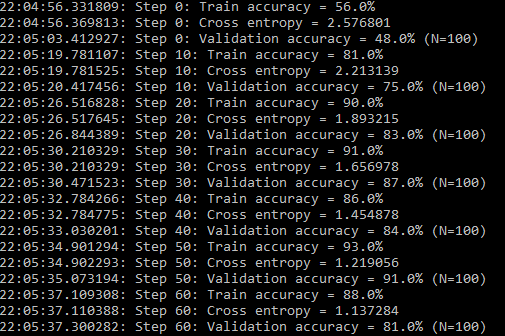 22:04:56.331809: Step 0: Train accuracy = 56.0%
22:04:56.369813: Step 0: Cross entropy = 2.576801
22:05:03.412927: Step 0: Validation accuracy = 48.0% (N=100)
22:05:19.781107: Step 10: Train accuracy = 81.0%
22:05:19.781525: Step 10: Cross entropy = 2.213139
22:05:20.417456: Step 10: Validation accuracy = 75.0% (N=100)
22:05:26.516828: Step 20: Train accuracy = 90.0%
22:05:26.517645: Step 20: Cross entropy = 1.893215
22:05:26.844389: Step 20: Validation accuracy = 83.0% (N=100)
22:05:30.210329: Step 30: Train accuracy = 91.0%
22:05:30.210329: Step 30: Cross entropy = 1.656978
22:05:30.471523: Step 30: Validation accuracy = 87.0% (N=100)
22:05:32.784266: Step 40: Train accuracy = 86.0%
22:05:32.784775: Step 40: Cross entropy = 1.454878
22:05:33.030201: Step 40: Validation accuracy = 84.0% (N=100)
22:05:34.901294: Step 50: Train accuracy = 93.0%
22:05:34.902293: Step 50: Cross entropy = 1.219056
22:05:35.073194: Step 50: Validation accuracy = 91.0% (N=100)
22:05:37.109308: Step 60: Train accuracy = 88.0%
22:05:37.110388: Step 60: Cross entropy = 1.137284
22:05:37.300282: Step 60: Validation accuracy = 81.0% (N=100)